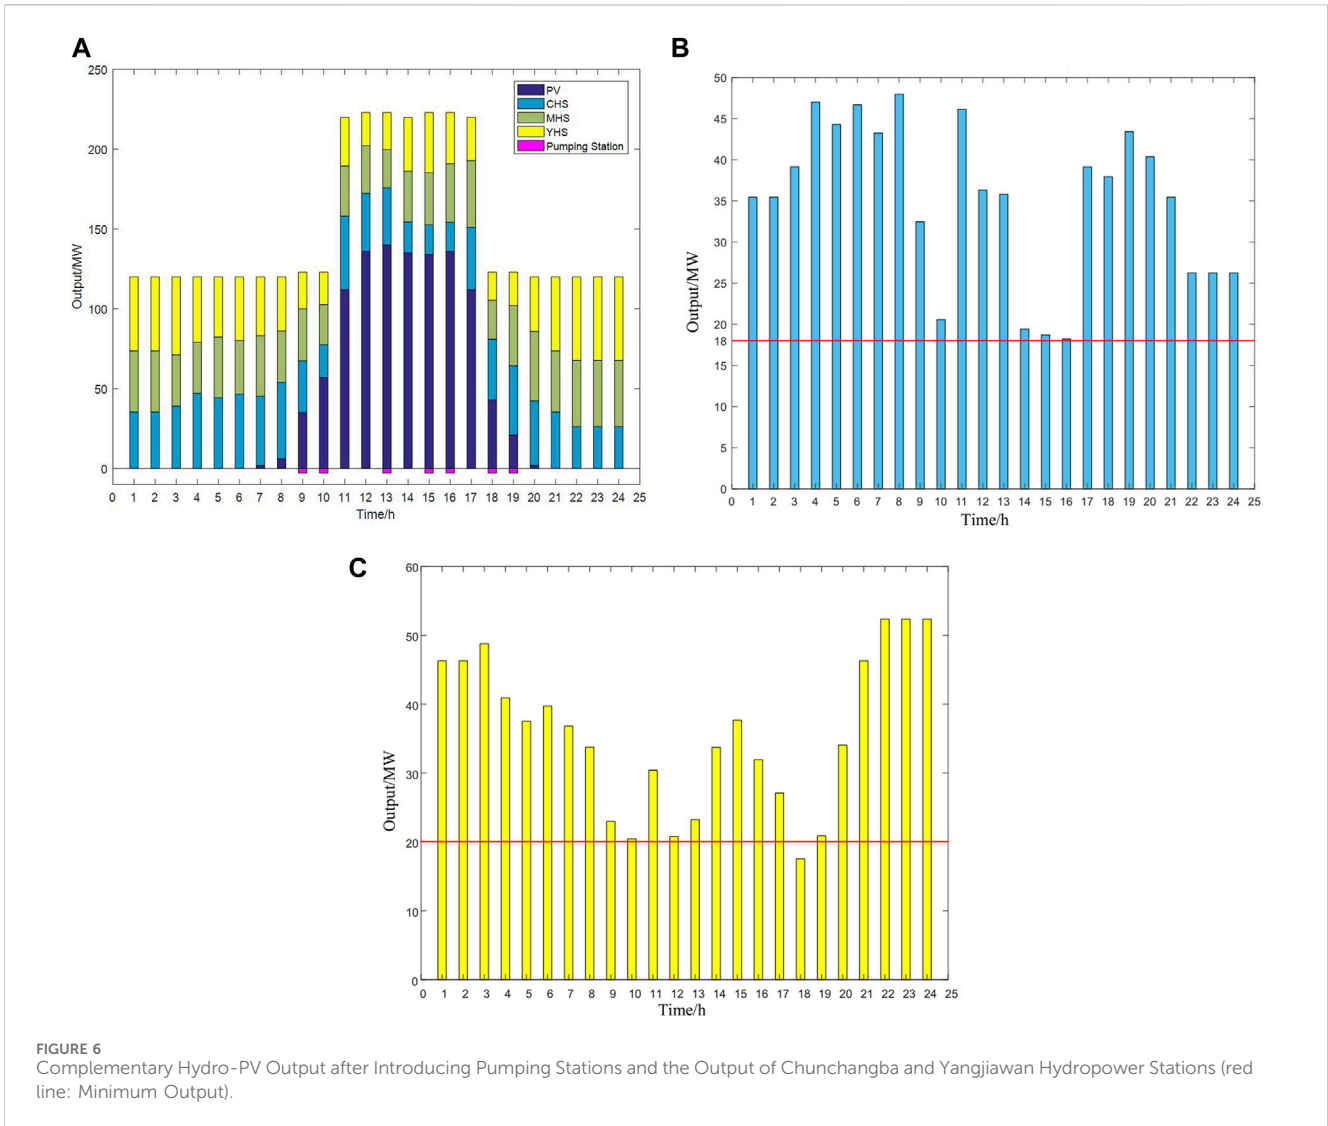 A
250
200
150
100
50
0
Output/MW
PV
CHS
MHS
YHS
Pumping Station
0 1 2 3 4 5 6 7 8 9 10 11 12 13 14 15 16 17 18 19 20 21 22 23 24 25
Time/h
B
50
45
40
35
30
25
20
18
15
10
5
0
Output/MW
0 1 2 3 4 5 6 7 8 9 10 11 12 13 14 15 16 17 18 19 20 21 22 23 24 25
Time/h
C
60
50
40
30
20
10
0
Output/MW
0 1 2 3 4 5 6 7 8 9 10 11 12 13 14 15 16 17 18 19 20 21 22 23 24 25
Time/h
FIGURE 6
Complementary Hydro-PV Output after Introducing Pumping Stations and the Output of Chunchangba and Yangjiawan Hydropower Stations (red
line: Minimum Output).